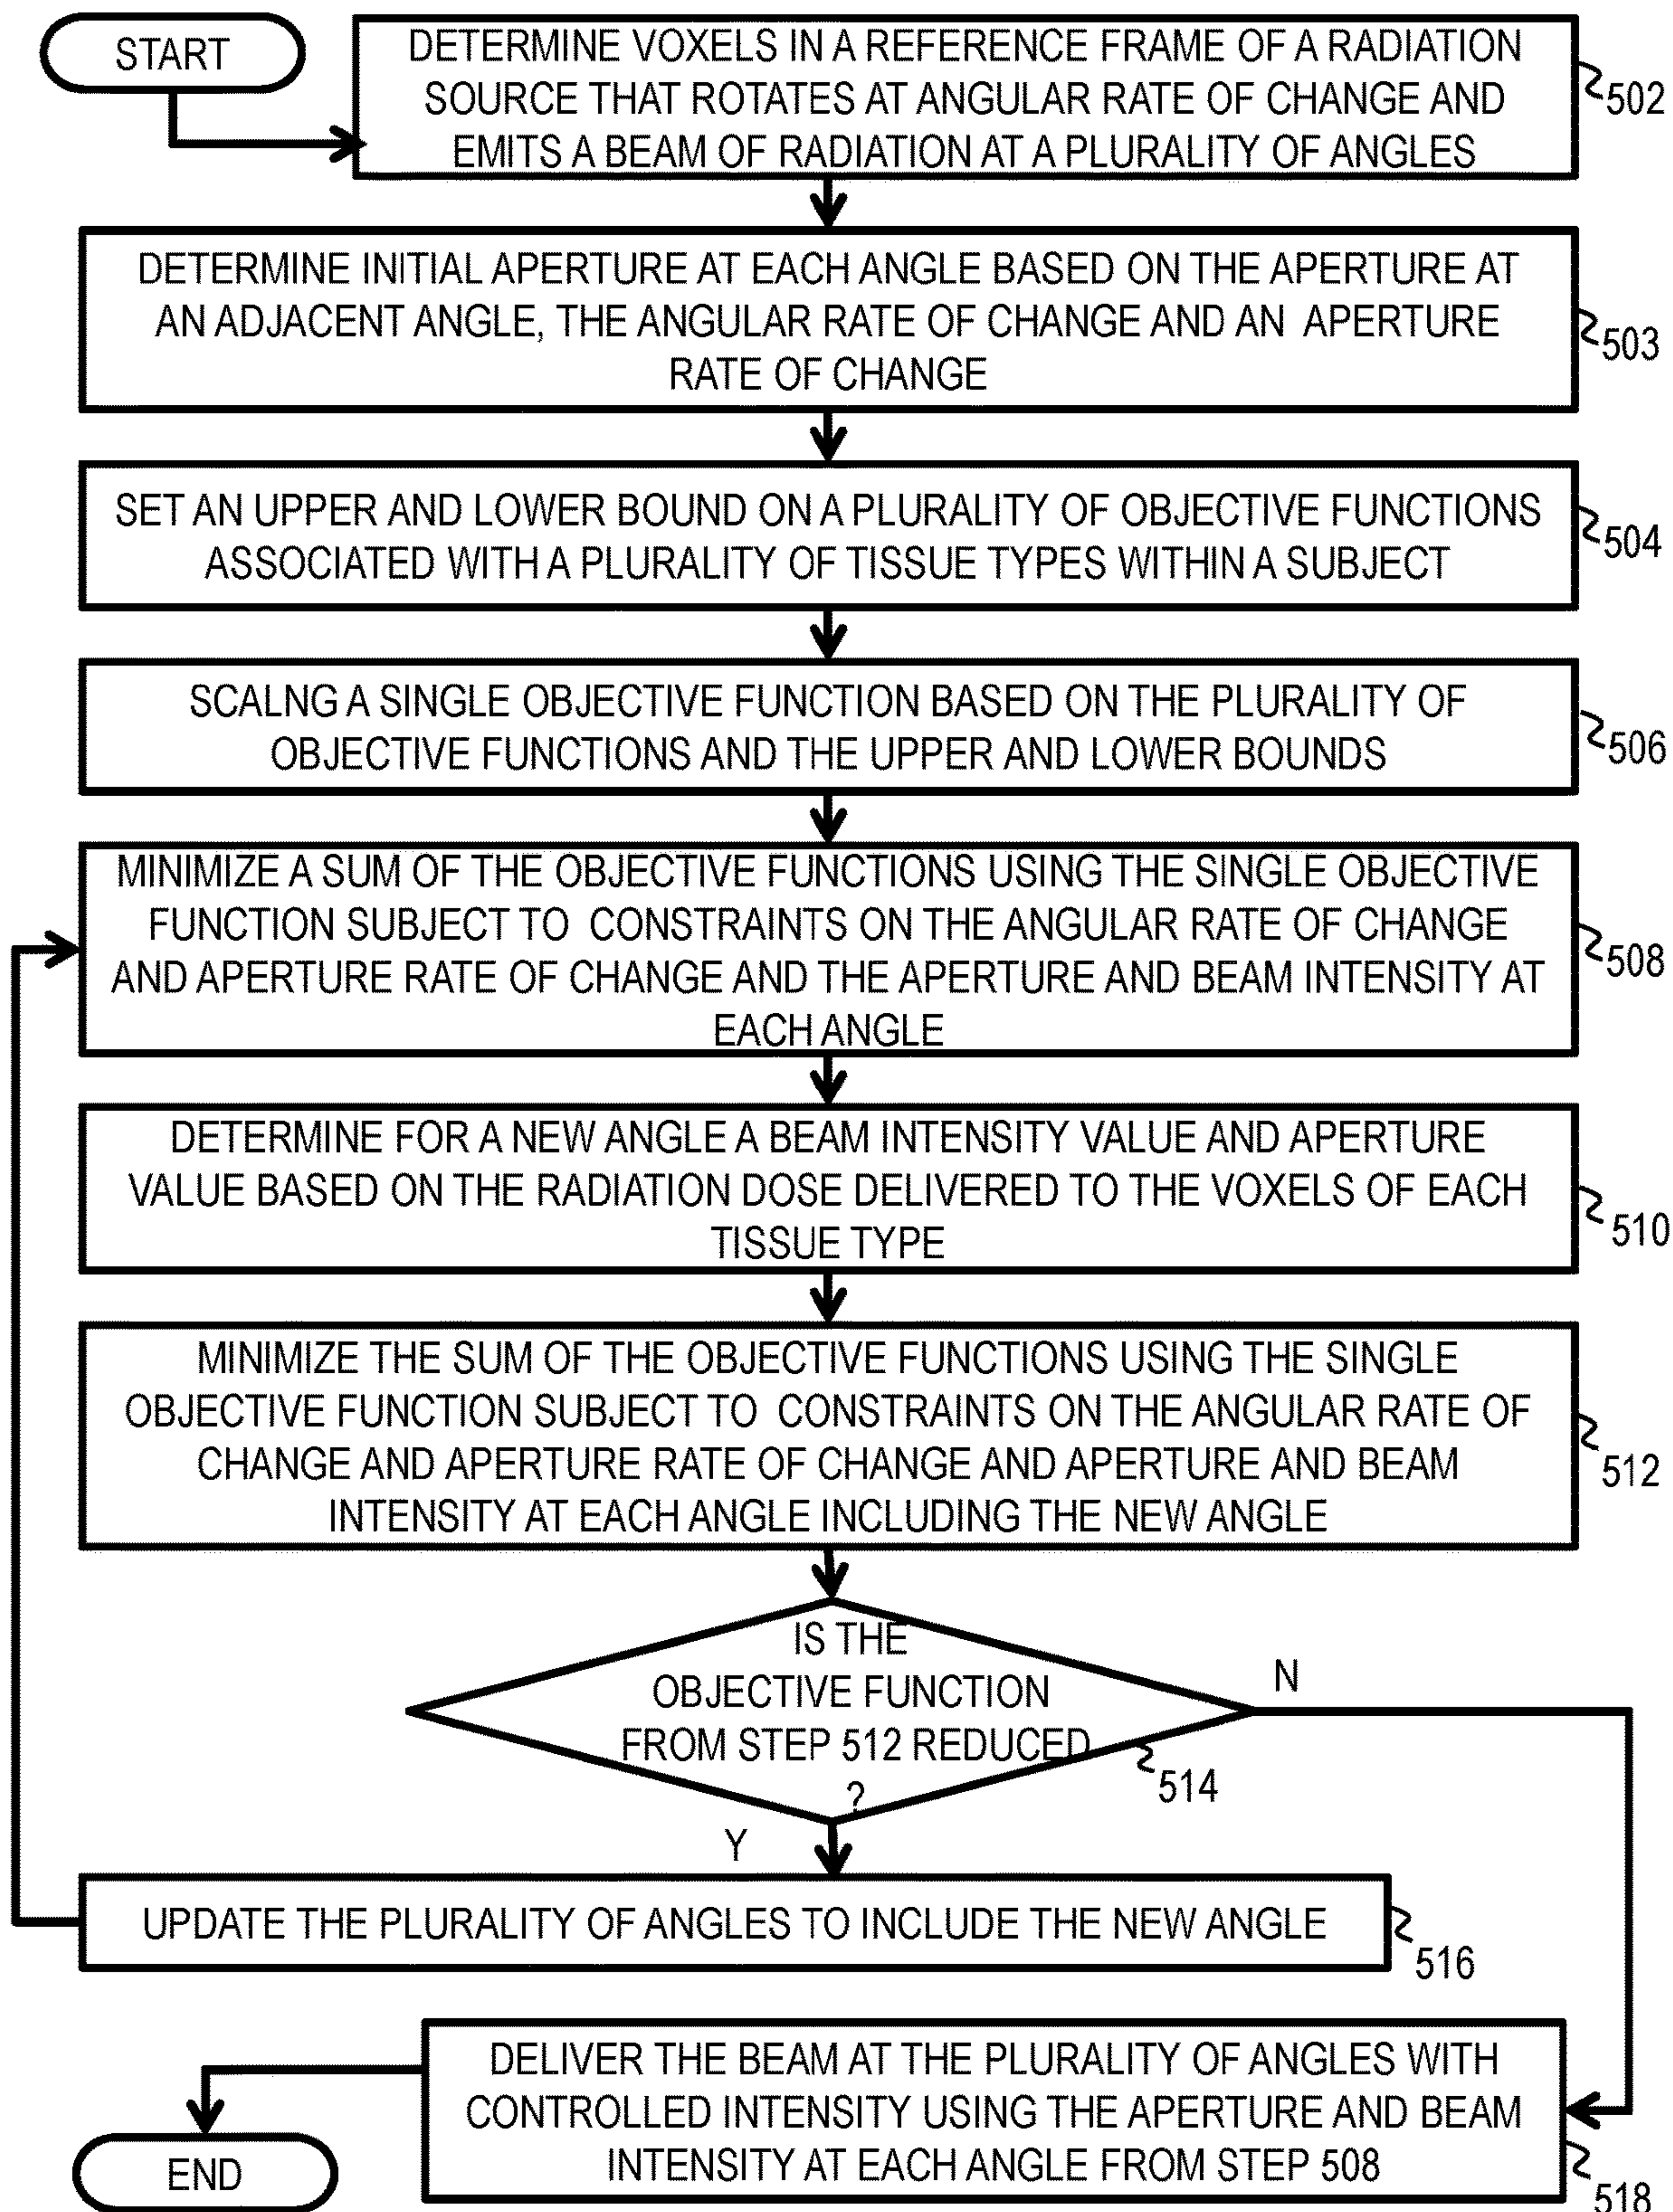 START
DETERMINE VOXELS IN A REFERENCE FRAME OF A RADIATION
SOURCE THAT ROTATES AT ANGULAR RATE OF CHANGE AND
EMITS A BEAM OF RADIATION AT A PLURALITY OF ANGLES
502
DETERMINE INITIAL APERTURE AT EACH ANGLE BASED ON THE APERTURE AT
AN ADJACENT ANGLE, THE ANGULAR RATE OF CHANGE AND AN APERTURE
RATE OF CHANGE
503
SET AN UPPER AND LOWER BOUND ON A PLURALITY OF OBJECTIVE FUNCTIONS
ASSOCIATED WITH A PLURALITY OF TISSUE TYPES WITHIN A SUBJECT
504
SCALNG A SINGLE OBJECTIVE FUNCTION BASED ON THE PLURALITY OF
OBJECTIVE FUNCTIONS AND THE UPPER AND LOWER BOUNDS
506
MINIMIZE A SUM OF THE OBJECTIVE FUNCTIONS USING THE SINGLE OBJECTIVE
FUNCTION SUBJECT TO CONSTRAINTS ON THE ANGULAR RATE OF CHANGE
AND APERTURE RATE OF CHANGE AND THE APERTURE AND BEAM INTENSITY AT
EACH ANGLE
508
DETERMINE FOR A NEW ANGLE A BEAM INTENSITY VALUE AND APERTURE
VALUE BASED ON THE RADIATION DOSE DELIVERED TO THE VOXELS OF EACH
TISSUE TYPE
510
MINIMIZE THE SUM OF THE OBJECTIVE FUNCTIONS USING THE SINGLE
OBJECTIVE FUNCTION SUBJECT TO CONSTRAINTS ON THE ANGULAR RATE OF
CHANGE AND APERTURE RATE OF CHANGE AND APERTURE AND BEAM
INTENSITY AT EACH ANGLE INCLUDING THE NEW ANGLE
512
IS THE
OBJECTIVE FUNCTION
FROM STEP 512 REDUCED
?
514
N
Y
UPDATE THE PLURALITY OF ANGLES TO INCLUDE THE NEW ANGLE
516
DELIVER THE BEAM AT THE PLURALITY OF ANGLES WITH
CONTROLLED INTENSITY USING THE APERTURE AND BEAM
INTENSITY AT EACH ANGLE FROM STEP 508
518
END